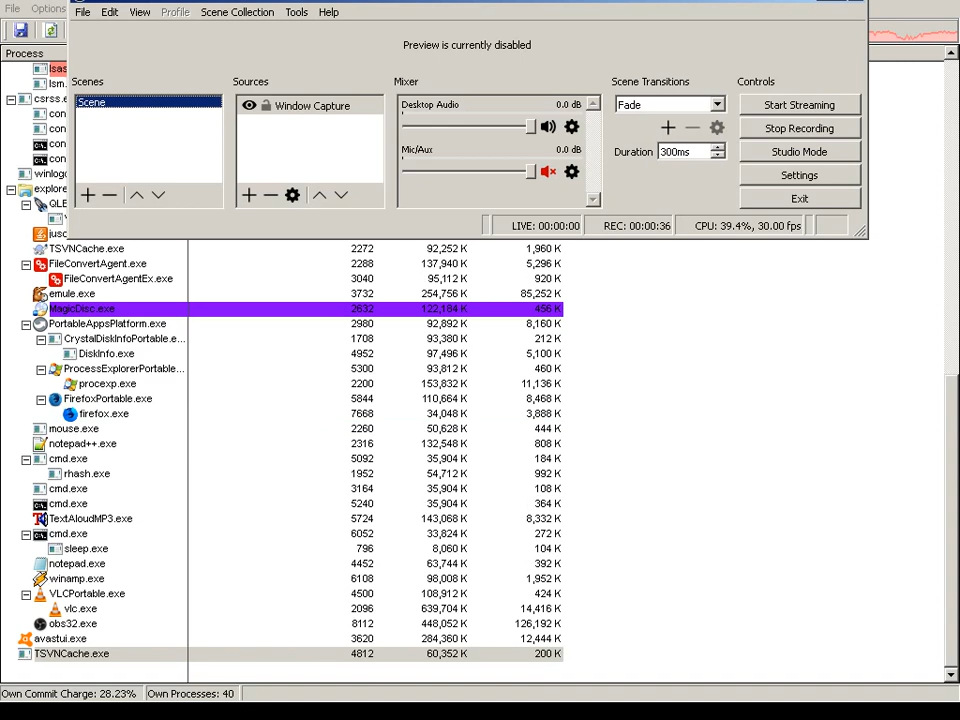 File Options
File Edit View Profile Scene Collection Tools Help
Preview is currently disabled
Process
Scenes Sources Mixer Scene Transitions Controls
Scene
Window Capture
Desktop Audio 0.0 dB
Mic/Aux 0.0 dB
Fade
Duration 300ms
Start Streaming
Stop Recording
Studio Mode
Settings
Exit
LIVE: 00:00:00 REC: 00:00:36 CPU: 39.4%, 30.00 fps
lsas
lsm.
csrss.e
con
con
con
con
winlogo
explore
QLE
jusc
TSVNCache.exe 2272 92,252 K 1,960 K
FileConvertAgent.exe 2288 137,940 K 5,296 K
FileConvertAgentEx.exe 3040 95,112 K 920 K
emule.exe 3732 254,756 K 85,252 K
MagicDisc.exe 2632 122,184 K 456 K
PortableAppsPlatform.exe 2980 92,892 K 8,160 K
CrystalDiskInfoPortable.e... 1708 93,380 K 212 K
DiskInfo.exe 4952 97,496 K 5,100 K
ProcessExplorerPortable... 5300 93,812 K 460 K
procexp.exe 2200 153,832 K 11,136 K
FirefoxPortable.exe 5844 110,664 K 8,468 K
firefox.exe 7668 34,048 K 3,888 K
mouse.exe 2260 50,628 K 444 K
notepad++.exe 2316 132,548 K 808 K
cmd.exe 5092 35,904 K 184 K
rhash.exe 1952 54,712 K 992 K
cmd.exe 3164 35,904 K 108 K
cmd.exe 5240 35,904 K 364 K
TextAloudMP3.exe 5724 143,068 K 8,332 K
cmd.exe 6052 33,824 K 272 K
sleep.exe 796 8,060 K 104 K
notepad.exe 4452 63,744 K 392 K
winamp.exe 6108 98,008 K 1,952 K
VLCPortable.exe 4500 108,912 K 424 K
vlc.exe 2096 639,704 K 14,416 K
obs32.exe 8112 448,052 K 126,192 K
avastui.exe 3620 284,360 K 12,444 K
TSVNCache.exe 4812 60,352 K 200 K
Own Commit Charge: 28.23% Own Processes: 40